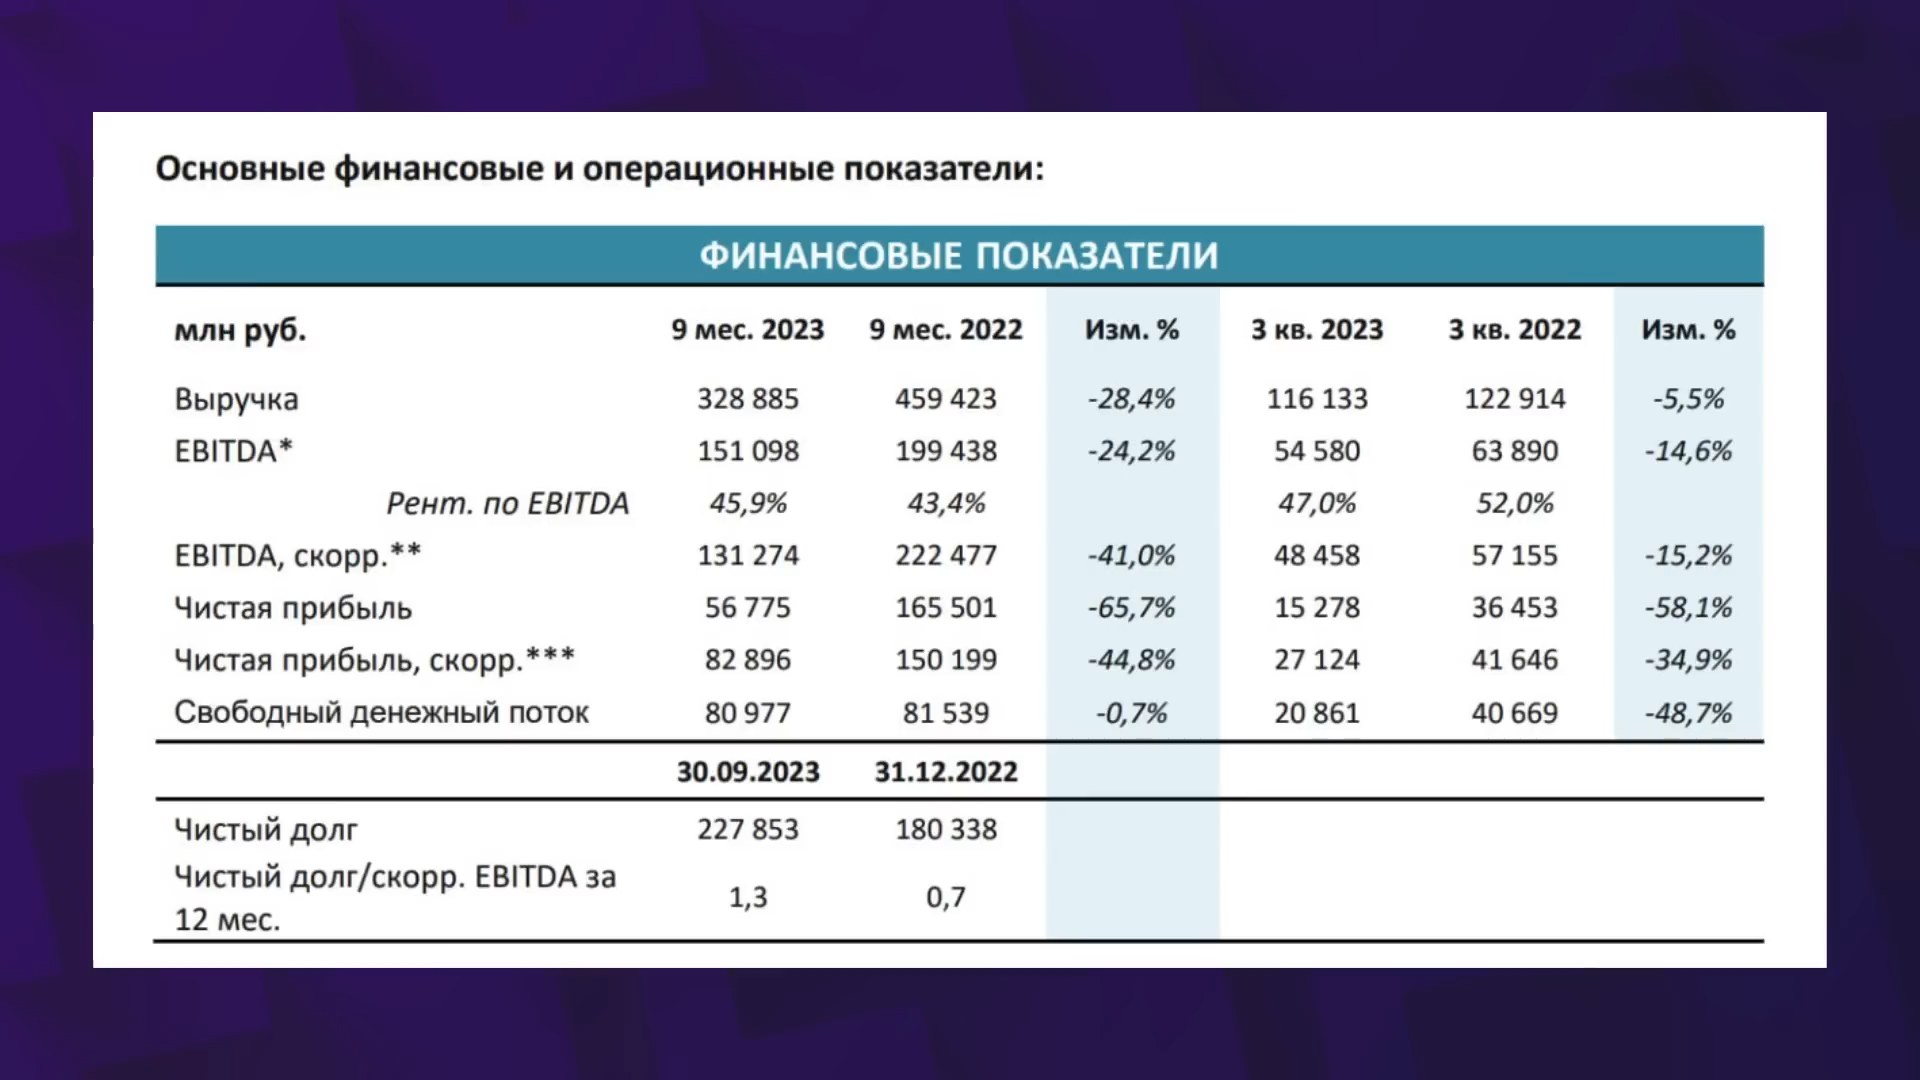 Основные финансовые и операционные показатели:
ФИНАНСОВЫЕ ПОКАЗАТЕЛИ
млн руб. 9 мес. 2023 9 мес. 2022 Изм. % 3 кв. 2023 3 кв. 2022 Изм. %
Выручка 328 885 459 423 -28,4% 116 133 122 914 -5,5%
EBITDA* 151 098 199 438 -24,2% 54 580 63 890 -14,6%
Рент. по EBITDA 45,9% 43,4% 47,0% 52,0%
EBITDA, скорр.** 131 274 222 477 -41,0% 48 458 57 155 -15,2%
Чистая прибыль 56 775 165 501 -65,7% 15 278 36 453 -58,1%
Чистая прибыль, скорр.*** 82 896 150 199 -44,8% 27 124 41 646 -34,9%
Свободный денежный поток 80 977 81 539 -0,7% 20 861 40 669 -48,7%
30.09.2023 31.12.2022
Чистый долг 227 853 180 338
Чистый долг/скорр. EBITDA за
12 мес. 1,3 0,7